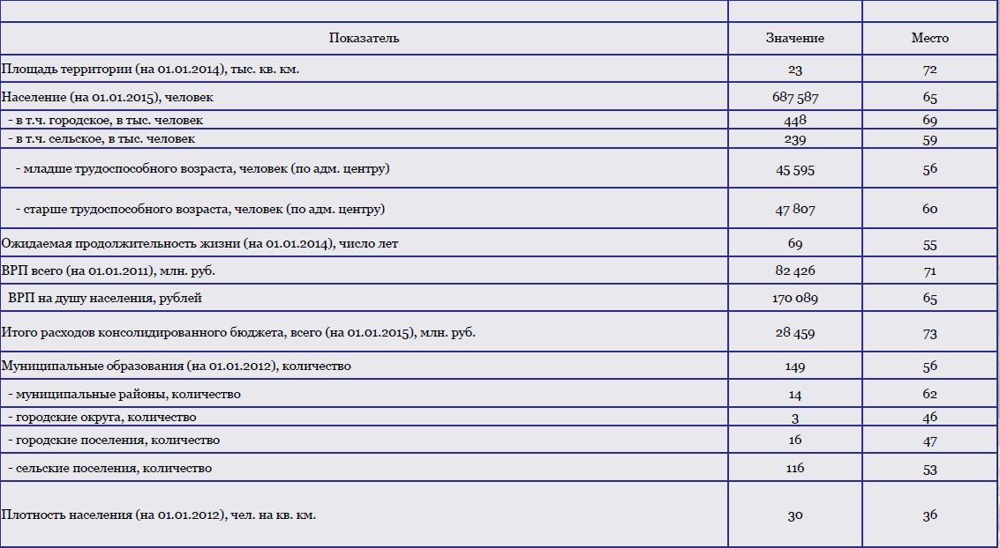 Показатель Значение Место
Площадь территории (на 01.01.2014), тыс. кв. км. 23 72
Население (на 01.01.2015), человек 687 587 65
- в т.ч. городское, в тыс. человек 448 69
- в т.ч. сельское, в тыс. человек 239 59
- младше трудоспособного возраста, человек (по адм. центру) 45 595 56
- старше трудоспособного возраста, человек (по адм. центру) 47 807 60
Ожидаемая продолжительность жизни (на 01.01.2014), число лет 69 55
ВРП всего (на 01.01.2011), млн. руб. 82 426 71
ВРП на душу населения, рублей 170 089 65
Итого расходов консолидированного бюджета, всего (на 01.01.2015), млн. руб. 28 459 73
Муниципальные образования (на 01.01.2012), количество 149 56
- муниципальные районы, количество 14 62
- городские округа, количество 3 46
- городские поселения, количество 16 47
- сельские поселения, количество 116 53
Плотность населения (на 01.01.2012), чел. на кв. км. 30 36